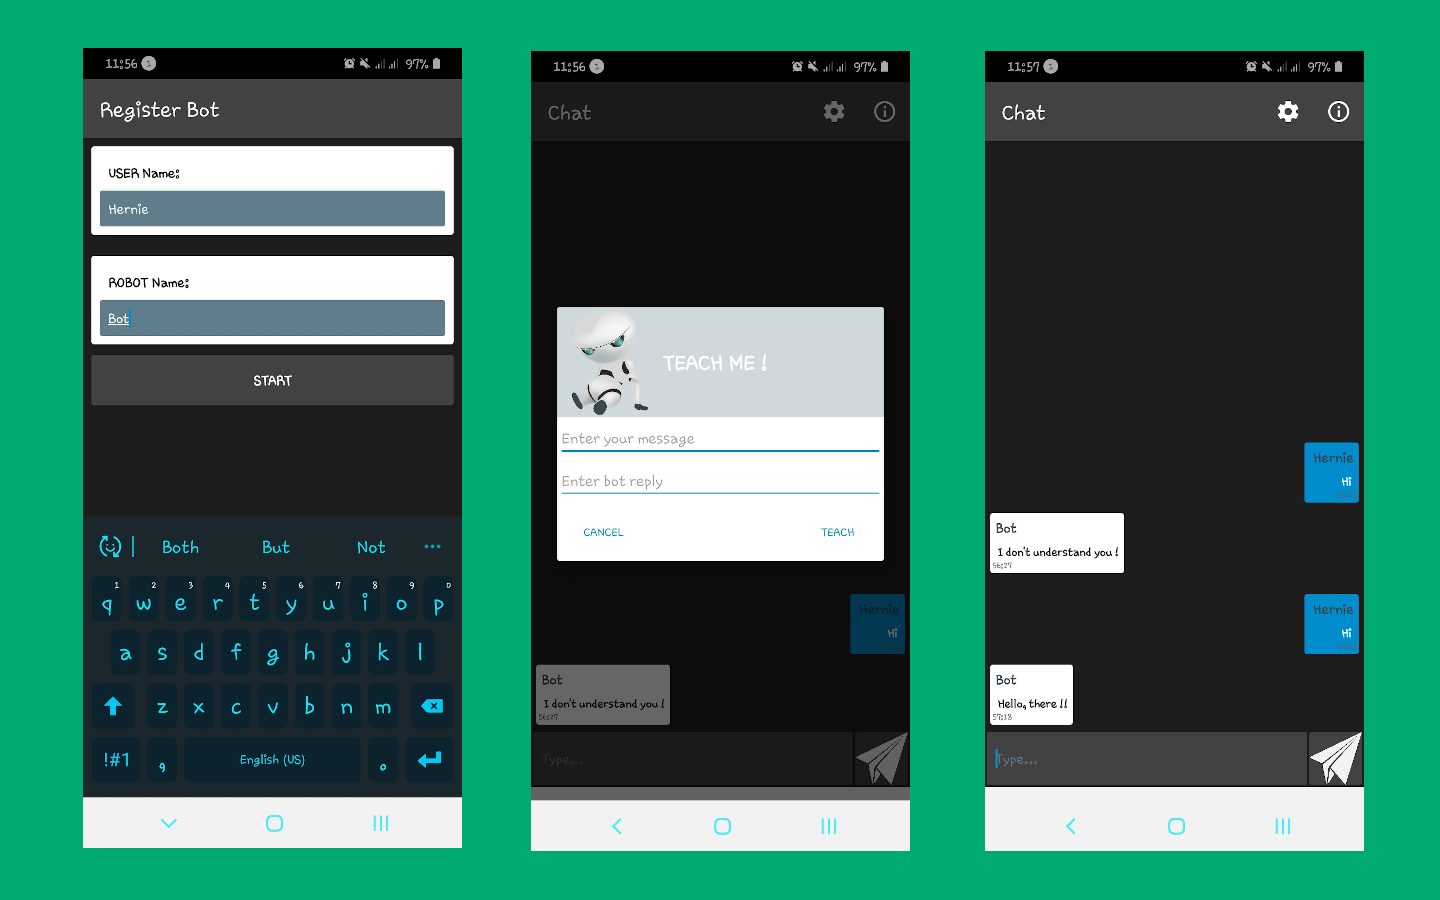 11:56 1 97%
Register Bot
USER Name:
Hernie
ROBOT Name:
Bot
START
Both But Not ...
1 2 3 4 5 6 7 8 9 0
q w e r t y u i o p
a s d f g h j k l
z x c v b n m
!#1 , English (US) .
11:56 1 97%
Chat
TEACH ME !
Enter your message
Enter bot reply
CANCEL TEACH
Hernie
Hi
Bot
I don't understand you !
56:27
Type...
11:57 1 97%
Chat
Hernie
Hi
Bot
I don't understand you !
56:27
Hernie
Hi
Bot
Hello, there !!
57:18
Type...